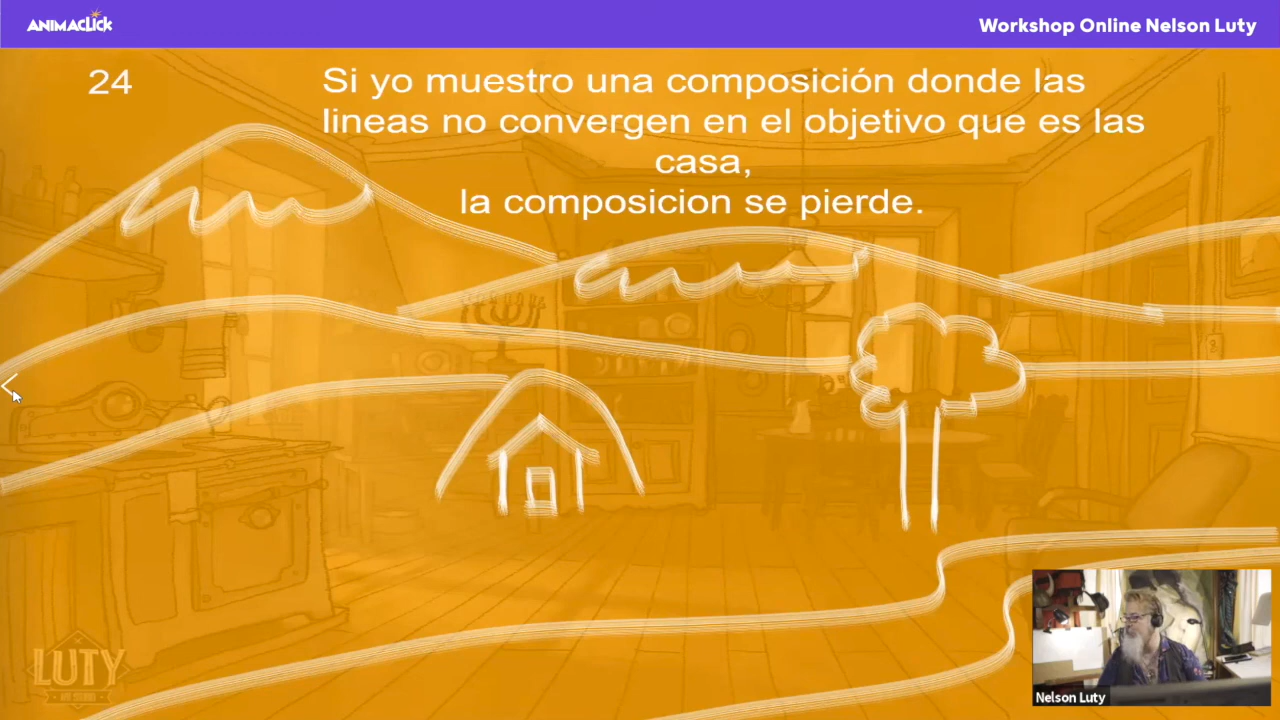 ANIMACLICK
Workshop Online Nelson Luty
24
Si yo muestro una composición donde las
lineas no convergen en el objetivo que es las
casa,
la composicion se pierde.
LUTY
Nelson Luty